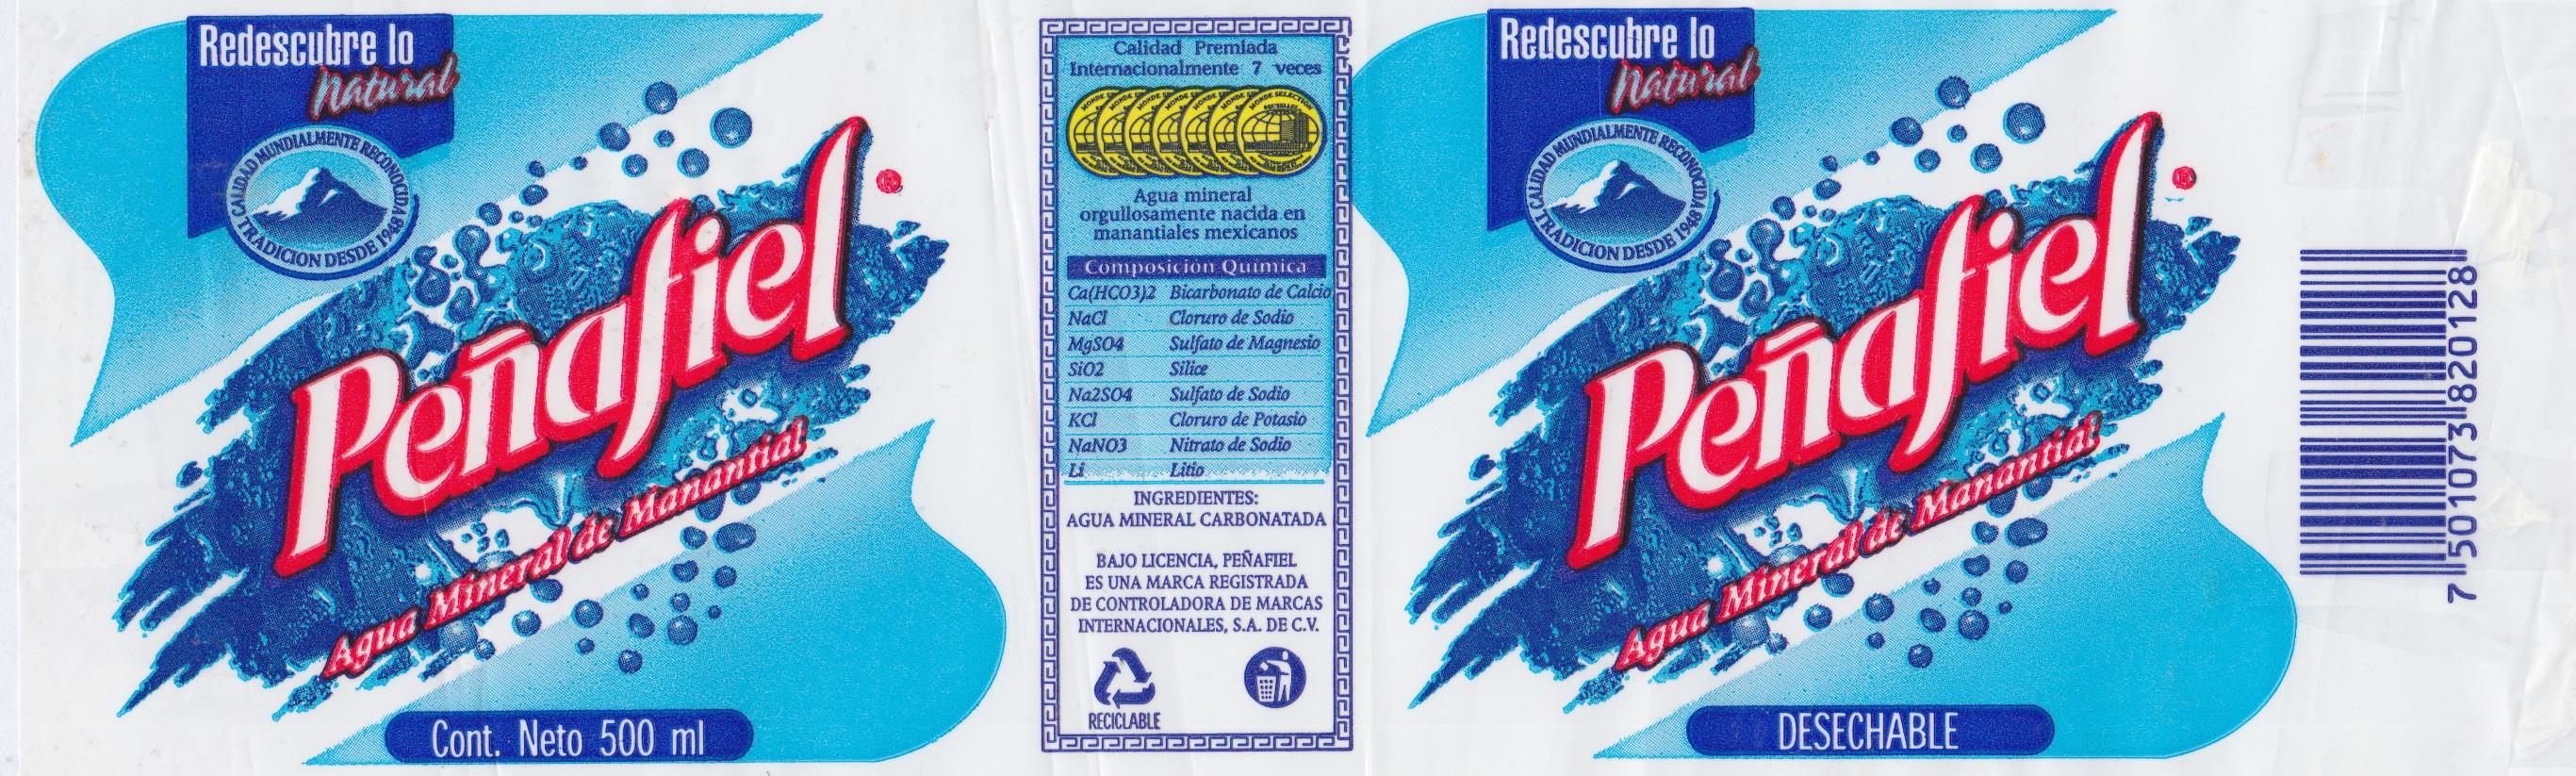 Redescubre lo
Natural
CALIDAD MUNDIALMENTE RECONOCIDA
TRADICION DESDE 1948
Peñafiel
Agua Mineral de Manantial
Cont. Neto 500 ml
Calidad Premiada
Internacionalmente 7 veces
MONDE SELECTION
BRUXELLES
Agua mineral
orgullosamente nacida en
manantiales mexicanos
Composición Química
Ca(HCO3)2 Bicarbonato de Calcio
NaCl Cloruro de Sodio
MgSO4 Sulfato de Magnesio
SiO2 Silice
Na2SO4 Sulfato de Sodio
KCl Cloruro de Potasio
NaNO3 Nitrato de Sodio
Li Litio
INGREDIENTES:
AGUA MINERAL CARBONATADA
BAJO LICENCIA, PEÑAFIEL
ES UNA MARCA REGISTRADA
DE CONTROLADORA DE MARCAS
INTERNACIONALES, S.A. DE C.V.
RECICLABLE
Redescubre lo
Natural
CALIDAD MUNDIALMENTE RECONOCIDA
TRADICION DESDE 1948
Peñafiel
Agua Mineral de Manantial
DESECHABLE
7 501073 820128